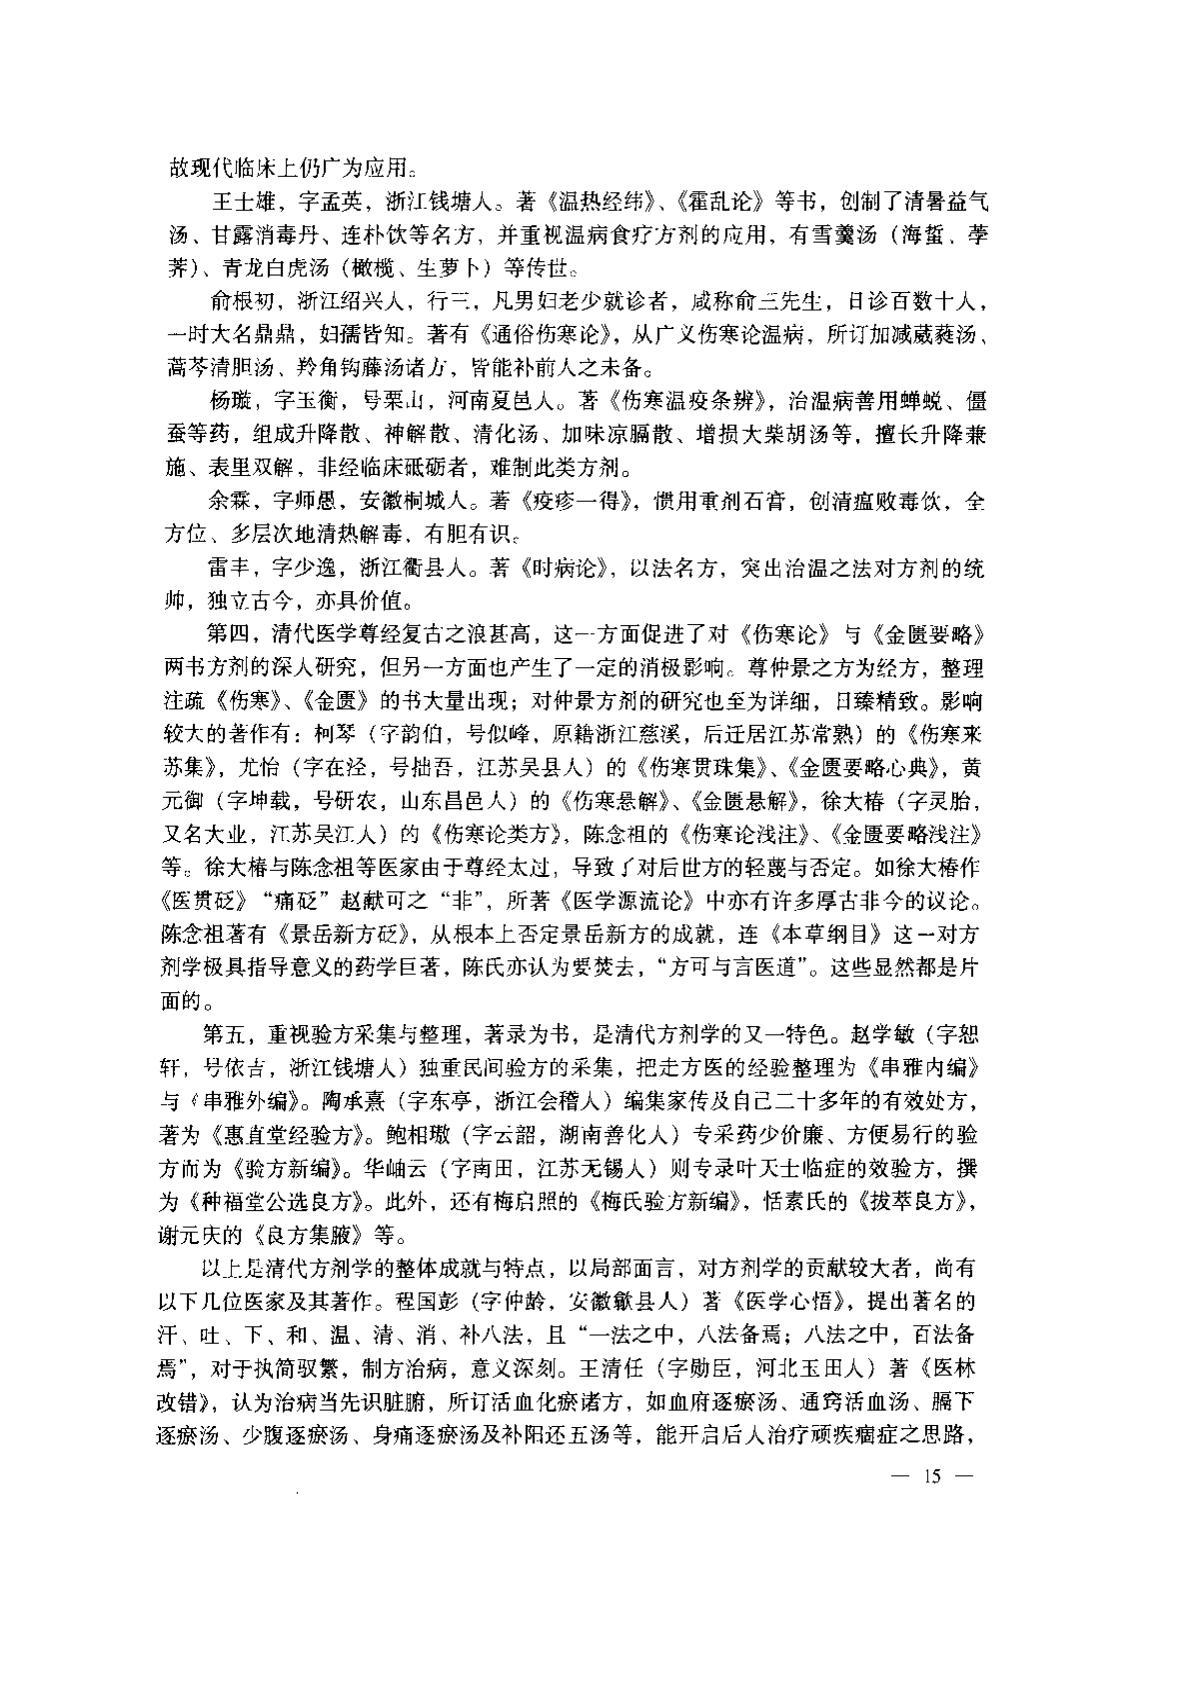 故现代临床上仍广为应用。
王士雄，字孟英，浙江钱塘人。著《温热经纬》、《霍乱论》等书，创制了清暑益气
汤、甘露消毒丹、连朴饮等名方，并重视温病食疗方剂的应用，有雪羹汤（海蜇、荸
荠）、青龙白虎汤（橄榄、生萝卜）等传世。
俞根初，浙江绍兴人，行三，凡男妇老少就诊者，咸称俞三先生，日诊百数十人，
一时大名鼎鼎，妇孺皆知。著有《通俗伤寒论》，从广义伤寒论温病，所订加减葳蕤汤、
蒿芩清胆汤、羚角钩藤汤诸方，皆能补前人之未备。
杨璇，字玉衡，号栗山，河南夏邑人。著《伤寒温疫条辨》，治温病善用蝉蜕、僵
蚕等药，组成升降散、神解散、清化汤、加味凉膈散、增损大柴胡汤等，擅长升降兼
施、表里双解，非经临床砥砺者，难制此类方剂。
余霖，字师愚，安徽桐城人。著《疫疹一得》，惯用重剂石膏，创清瘟败毒饮，全
方位、多层次地清热解毒，有胆有识。
雷丰，字少逸，浙江衢县人。著《时病论》，以法名方，突出治温之法对方剂的统
帅，独立古今，亦具价值。
第四，清代医学尊经复古之浪甚高，这一方面促进了对《伤寒论》与《金匮要略》
两书方剂的深入研究，但另一方面也产生了一定的消极影响。尊仲景之方为经方，整理
注疏《伤寒》、《金匮》的书大量出现；对仲景方剂的研究也至为详细，日臻精致。影响
较大的著作有：柯琴（字韵伯，号似峰，原籍浙江慈溪，后迁居江苏常熟）的《伤寒来
苏集》，尤怡（字在泾，号拙吾，江苏吴县人）的《伤寒贯珠集》、《金匮要略心典》，黄
元御（字坤载，号研农，山东昌邑人）的《伤寒悬解》、《金匮悬解》，徐大椿（字灵胎，
又名大业，江苏吴江人）的《伤寒论类方》，陈念祖的《伤寒论浅注》、《金匮要略浅注》
等。徐大椿与陈念祖等医家由于尊经太过，导致了对后世方的轻蔑与否定。如徐大椿作
《医贯砭》“痛砭”赵献可之“非”，所著《医学源流论》中亦有许多厚古非今的议论。
陈念祖著有《景岳新方砭》，从根本上否定景岳新方的成就，连《本草纲目》这一对方
剂学极具指导意义的药学巨著，陈氏亦认为要焚去，“方可与言医道”。这些显然都是片
面的。
第五，重视验方采集与整理，著录为书，是清代方剂学的又一特色。赵学敏（字恕
轩，号依吉，浙江钱塘人）独重民间验方的采集，把走方医的经验整理为《串雅内编》
与《串雅外编》。陶承熹（字东亭，浙江会稽人）编集家传及自己二十多年的有效处方，
著为《惠直堂经验方》。鲍相璈（字云韶，湖南善化人）专采药少价廉、方便易行的验
方而为《验方新编》。华岫云（字南田，江苏无锡人）则专录叶天士临症的效验方，撰
为《种福堂公选良方》。此外，还有梅启照的《梅氏验方新编》，恬素氏的《拔萃良方》，
谢元庆的《良方集腋》等。
以上是清代方剂学的整体成就与特点，以局部而言，对方剂学的贡献较大者，尚有
以下几位医家及其著作。程国彭（字仲龄，安徽歙县人）著《医学心悟》，提出著名的
汗、吐、下、和、温、清、消、补八法，且“一法之中，八法备焉；八法之中，百法备
焉”，对于执简驭繁，制方治病，意义深刻。王清任（字勋臣，河北玉田人）著《医林
改错》，认为治病当先识脏腑，所订活血化瘀诸方，如血府逐瘀汤、通窍活血汤、膈下
逐瘀汤、少腹逐瘀汤、身痛逐瘀汤及补阳还五汤等，能开启后人治疗顽疾痼症之思路，
— 15 —